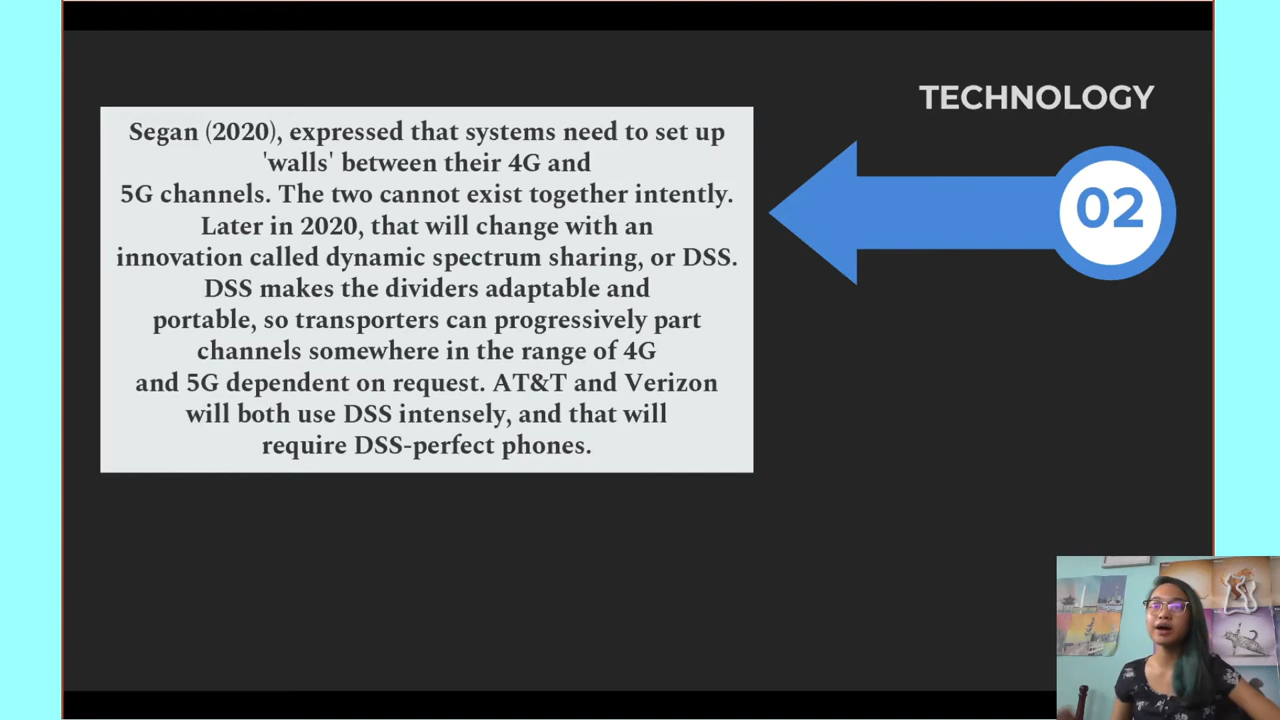 TECHNOLOGY
02
Segan (2020), expressed that systems need to set up
'walls' between their 4G and
5G channels. The two cannot exist together intently.
Later in 2020, that will change with an
innovation called dynamic spectrum sharing, or DSS.
DSS makes the dividers adaptable and
portable, so transporters can progressively part
channels somewhere in the range of 4G
and 5G dependent on request. AT&T and Verizon
will both use DSS intensely, and that will
require DSS-perfect phones.